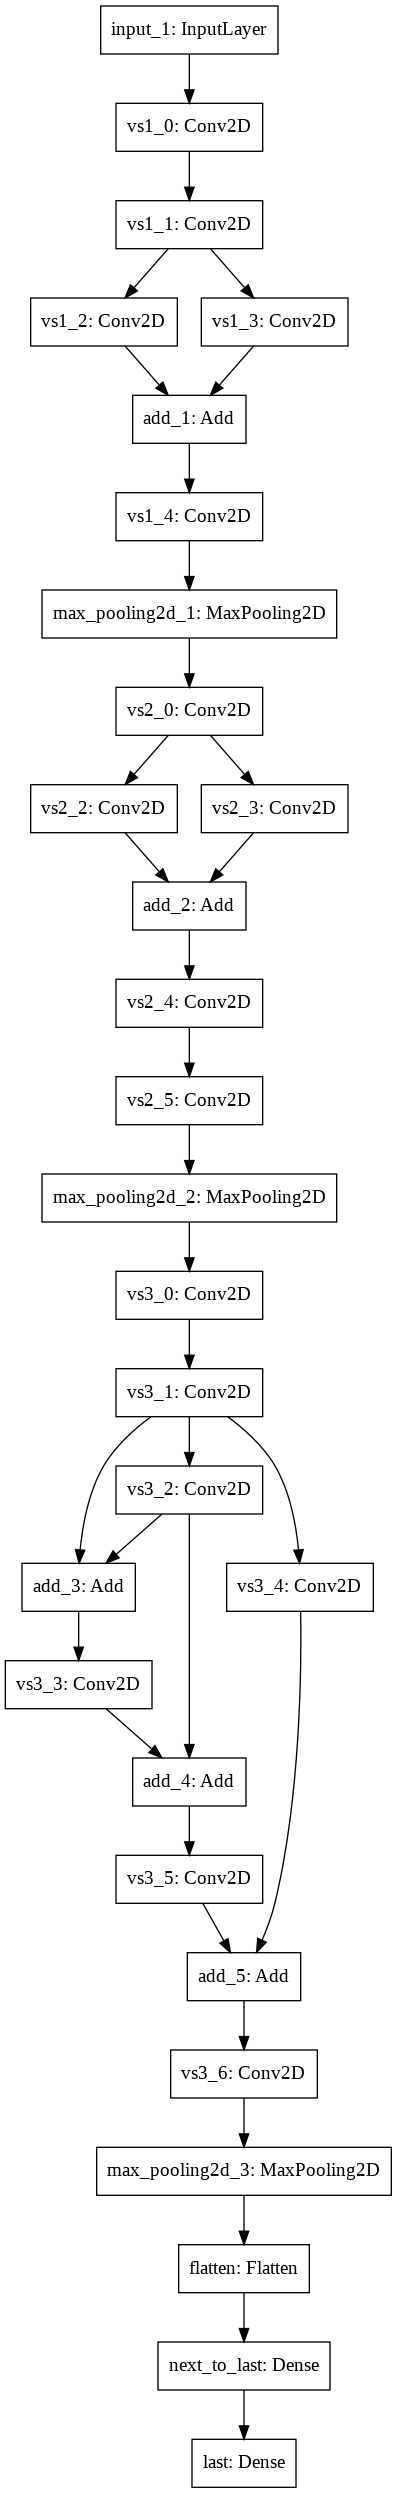 input_1: InputLayer
vs1_0: Conv2D
vs1_1: Conv2D
vs1_2: Conv2D
vs1_3: Conv2D
add_1: Add
vs1_4: Conv2D
max_pooling2d_1: MaxPooling2D
vs2_0: Conv2D
vs2_2: Conv2D
vs2_3: Conv2D
add_2: Add
vs2_4: Conv2D
vs2_5: Conv2D
max_pooling2d_2: MaxPooling2D
vs3_0: Conv2D
vs3_1: Conv2D
vs3_2: Conv2D
add_3: Add
vs3_4: Conv2D
vs3_3: Conv2D
add_4: Add
vs3_5: Conv2D
add_5: Add
vs3_6: Conv2D
max_pooling2d_3: MaxPooling2D
flatten: Flatten
next_to_last: Dense
last: Dense